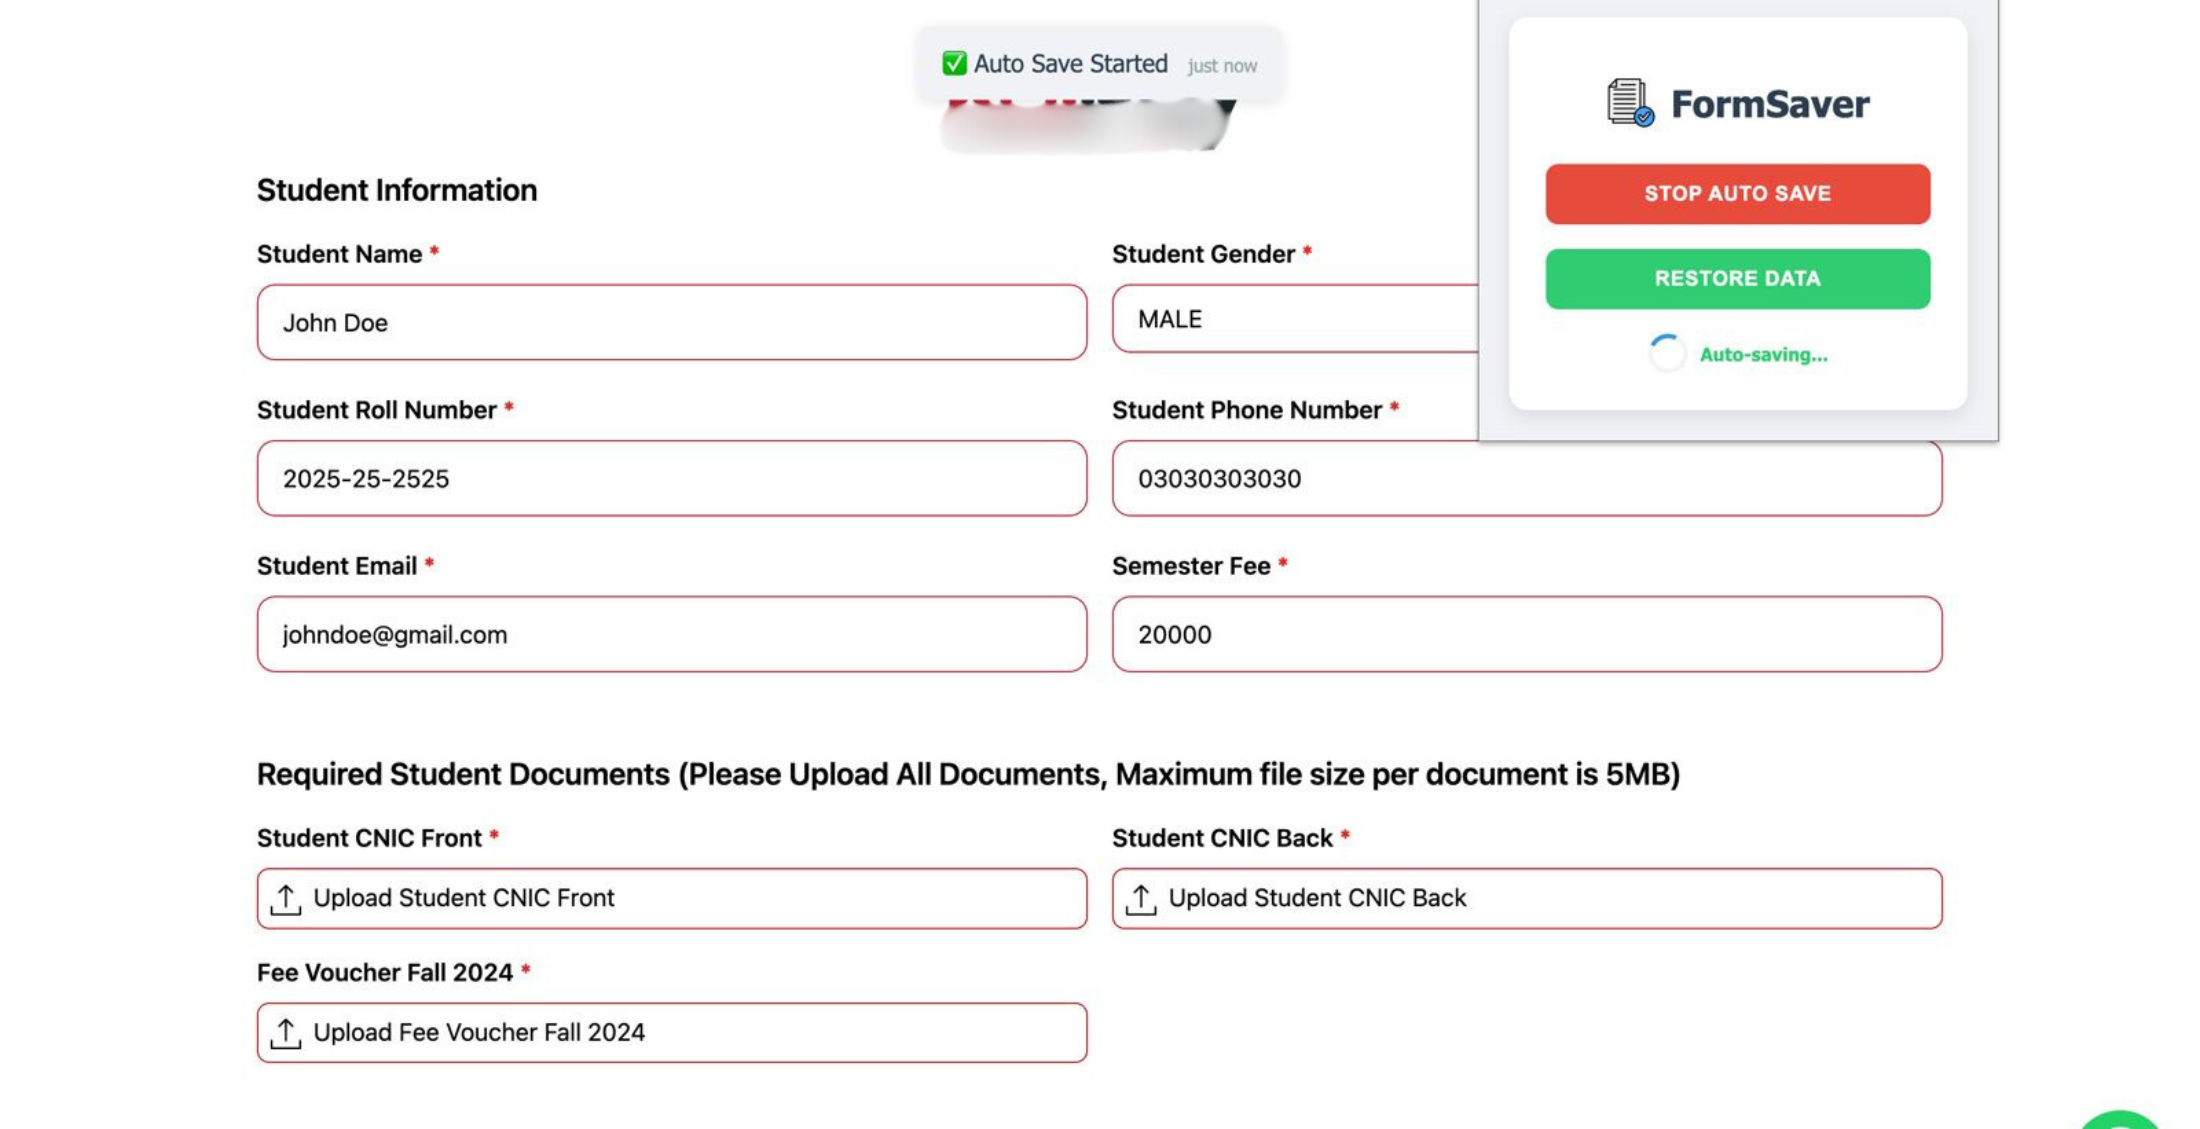 ✅ Auto Save Started just now
FormSaver
STOP AUTO SAVE
RESTORE DATA
Auto-saving...
Student Information
Student Name *
Student Gender *
John Doe
MALE
Student Roll Number *
Student Phone Number *
2025-25-2525
03030303030
Student Email *
Semester Fee *
johndoe@gmail.com
20000
Required Student Documents (Please Upload All Documents, Maximum file size per document is 5MB)
Student CNIC Front *
Student CNIC Back *
Upload Student CNIC Front
Upload Student CNIC Back
Fee Voucher Fall 2024 *
Upload Fee Voucher Fall 2024